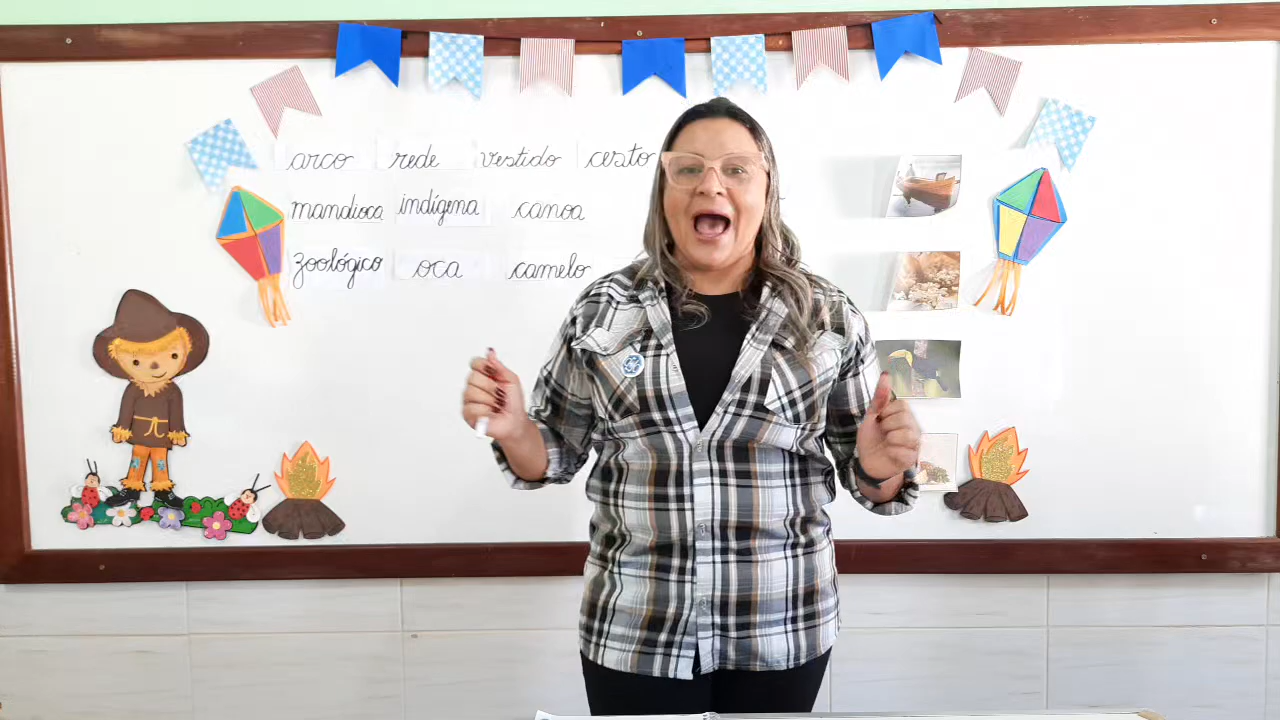 arco rede vestido cesto
mandioca indígena canoa
zoológico oca camelo